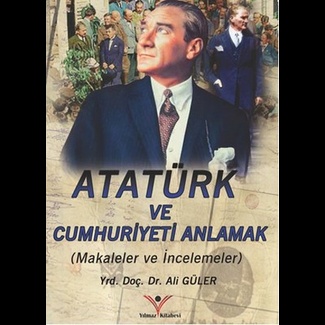 ATATÜRK
VE
CUMHURİYETİ ANLAMAK
(Makaleler ve İncelemeler)
Yrd. Doç. Dr. Ali GÜLER
Yılmaz Kitabevi